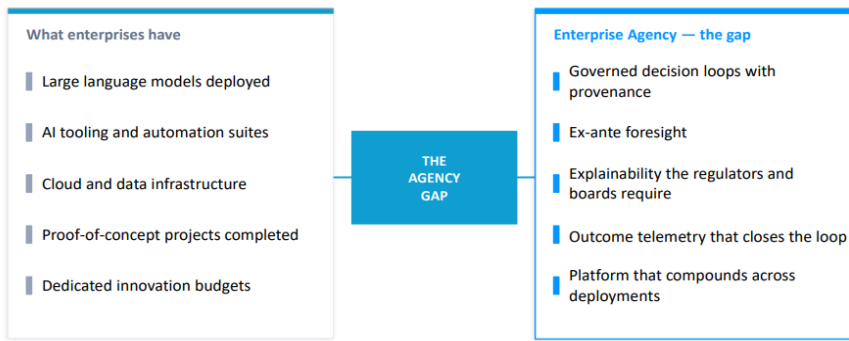 What enterprises have
Large language models deployed
AI tooling and automation suites
Cloud and data infrastructure
Proof-of-concept projects completed
Dedicated innovation budgets
THE
AGENCY
GAP
Enterprise Agency — the gap
Governed decision loops with
provenance
Ex-ante foresight
Explainability the regulators and
boards require
Outcome telemetry that closes the loop
Platform that compounds across
deployments